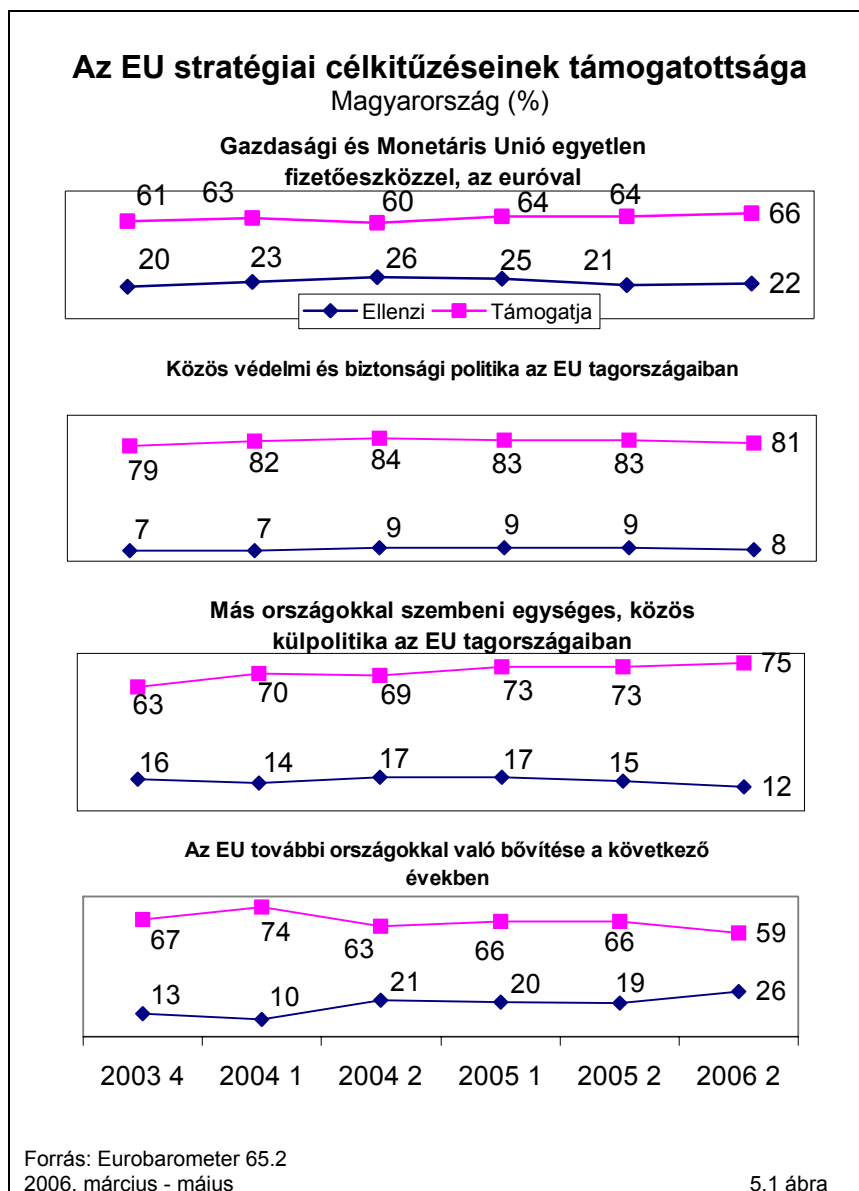 Az EU stratégiai célkitűzéseinek támogatottsága
Magyarország (%)
Gazdasági és Monetáris Unió egyetlen
fizetőeszközzel, az euróval
61 63 60 64 64 66
20 23 26 25 21 22
Ellenzi Támogatja
Közös védelmi és biztonsági politika az EU tagországaiban
79 82 84 83 83 81
7 7 9 9 9 8
Más országokkal szembeni egységes, közös
külpolitika az EU tagországaiban
63 70 69 73 73 75
16 14 17 17 15 12
Az EU további országokkal való bővítése a következő
években
67 74 63 66 66 59
13 10 21 20 19 26
2003 4 2004 1 2004 2 2005 1 2005 2 2006 2
Forrás: Eurobarometer 65.2
2006. március - május 5.1 ábra